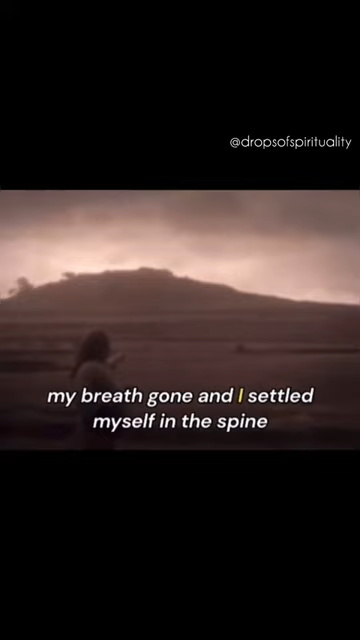 @dropsofspirituality
my breath gone and I settled
myself in the spine